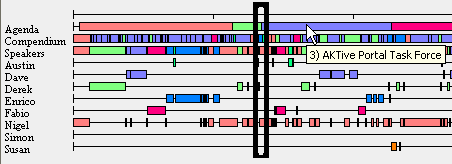 Agenda
Compendium
Speakers
Austin
3) AKTive Portal Task Force
Dave
Derek
Enrico
Fabio
Nigel
Simon
Susan